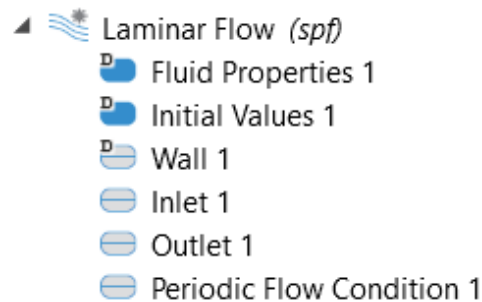 Laminar Flow (spf)
D Fluid Properties 1
D Initial Values 1
D Wall 1
Inlet 1
Outlet 1
Periodic Flow Condition 1